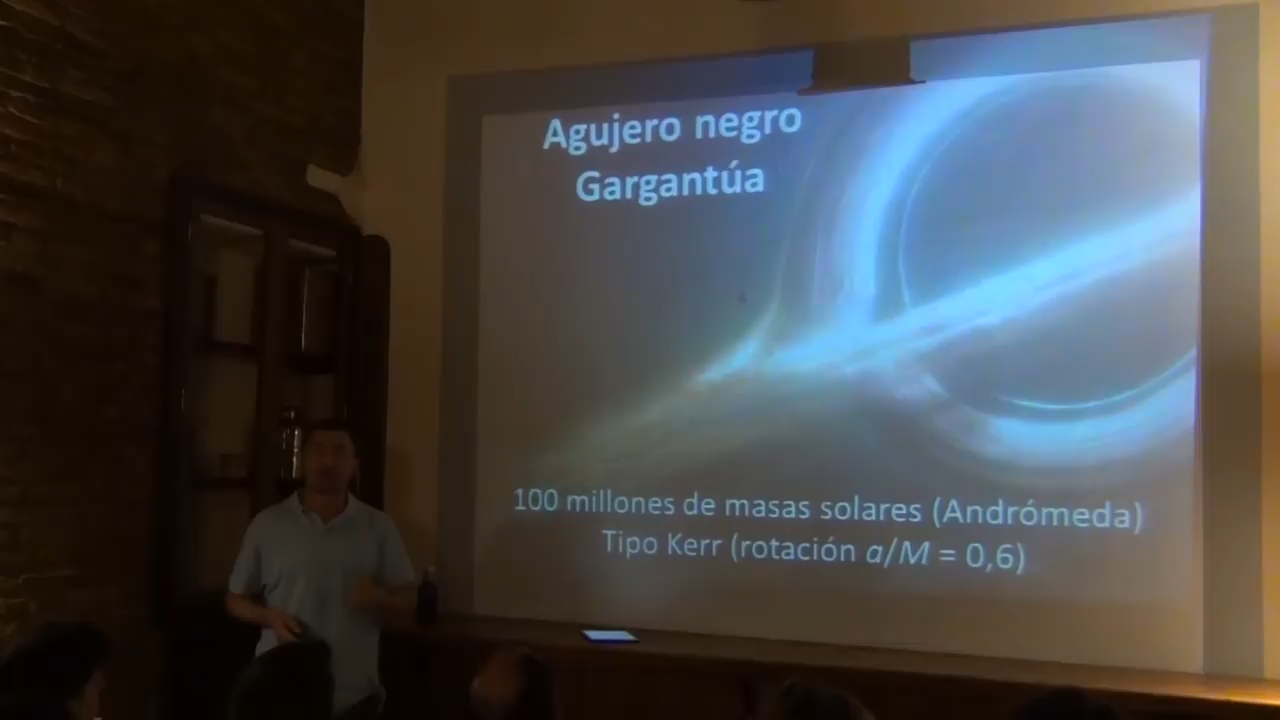 Agujero negro
Gargantúa
100 millones de masas solares (Andrómeda)
Tipo Kerr (rotación a/M = 0,6)